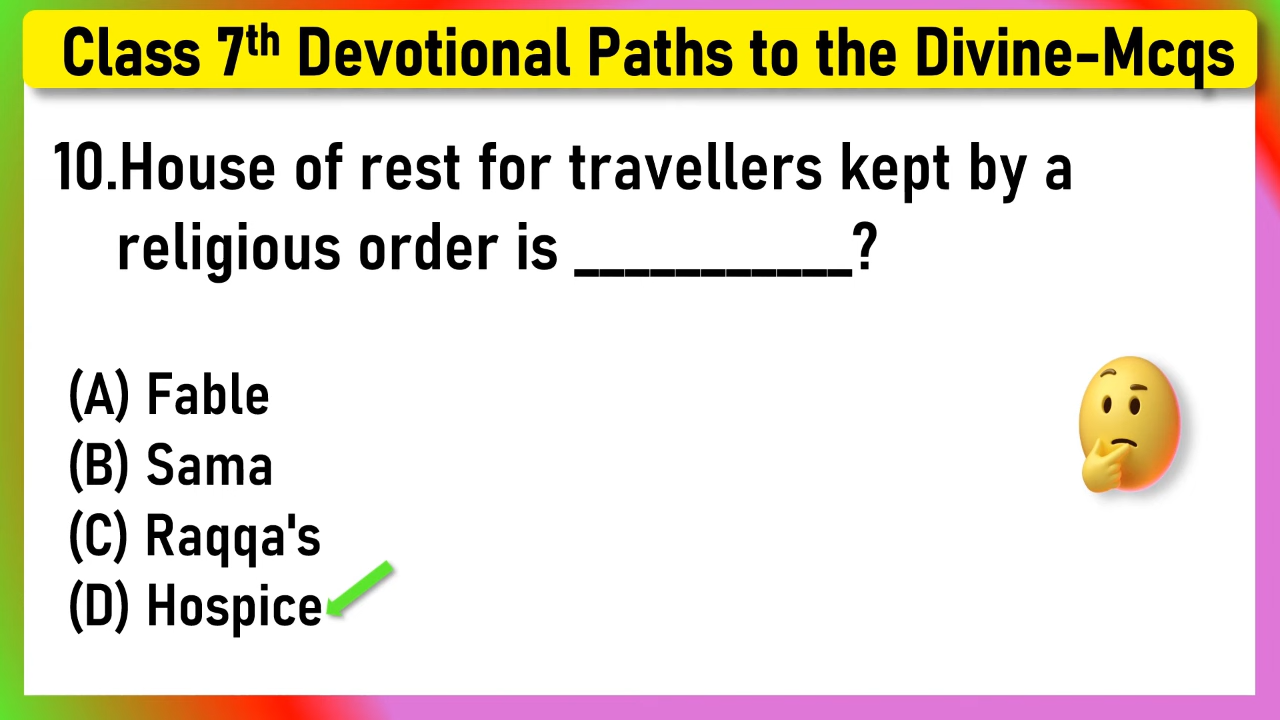 Class 7th Devotional Paths to the Divine-Mcqs
10.House of rest for travellers kept by a
religious order is ___________?
(A) Fable
(B) Sama
(C) Raqqa's
(D) Hospice